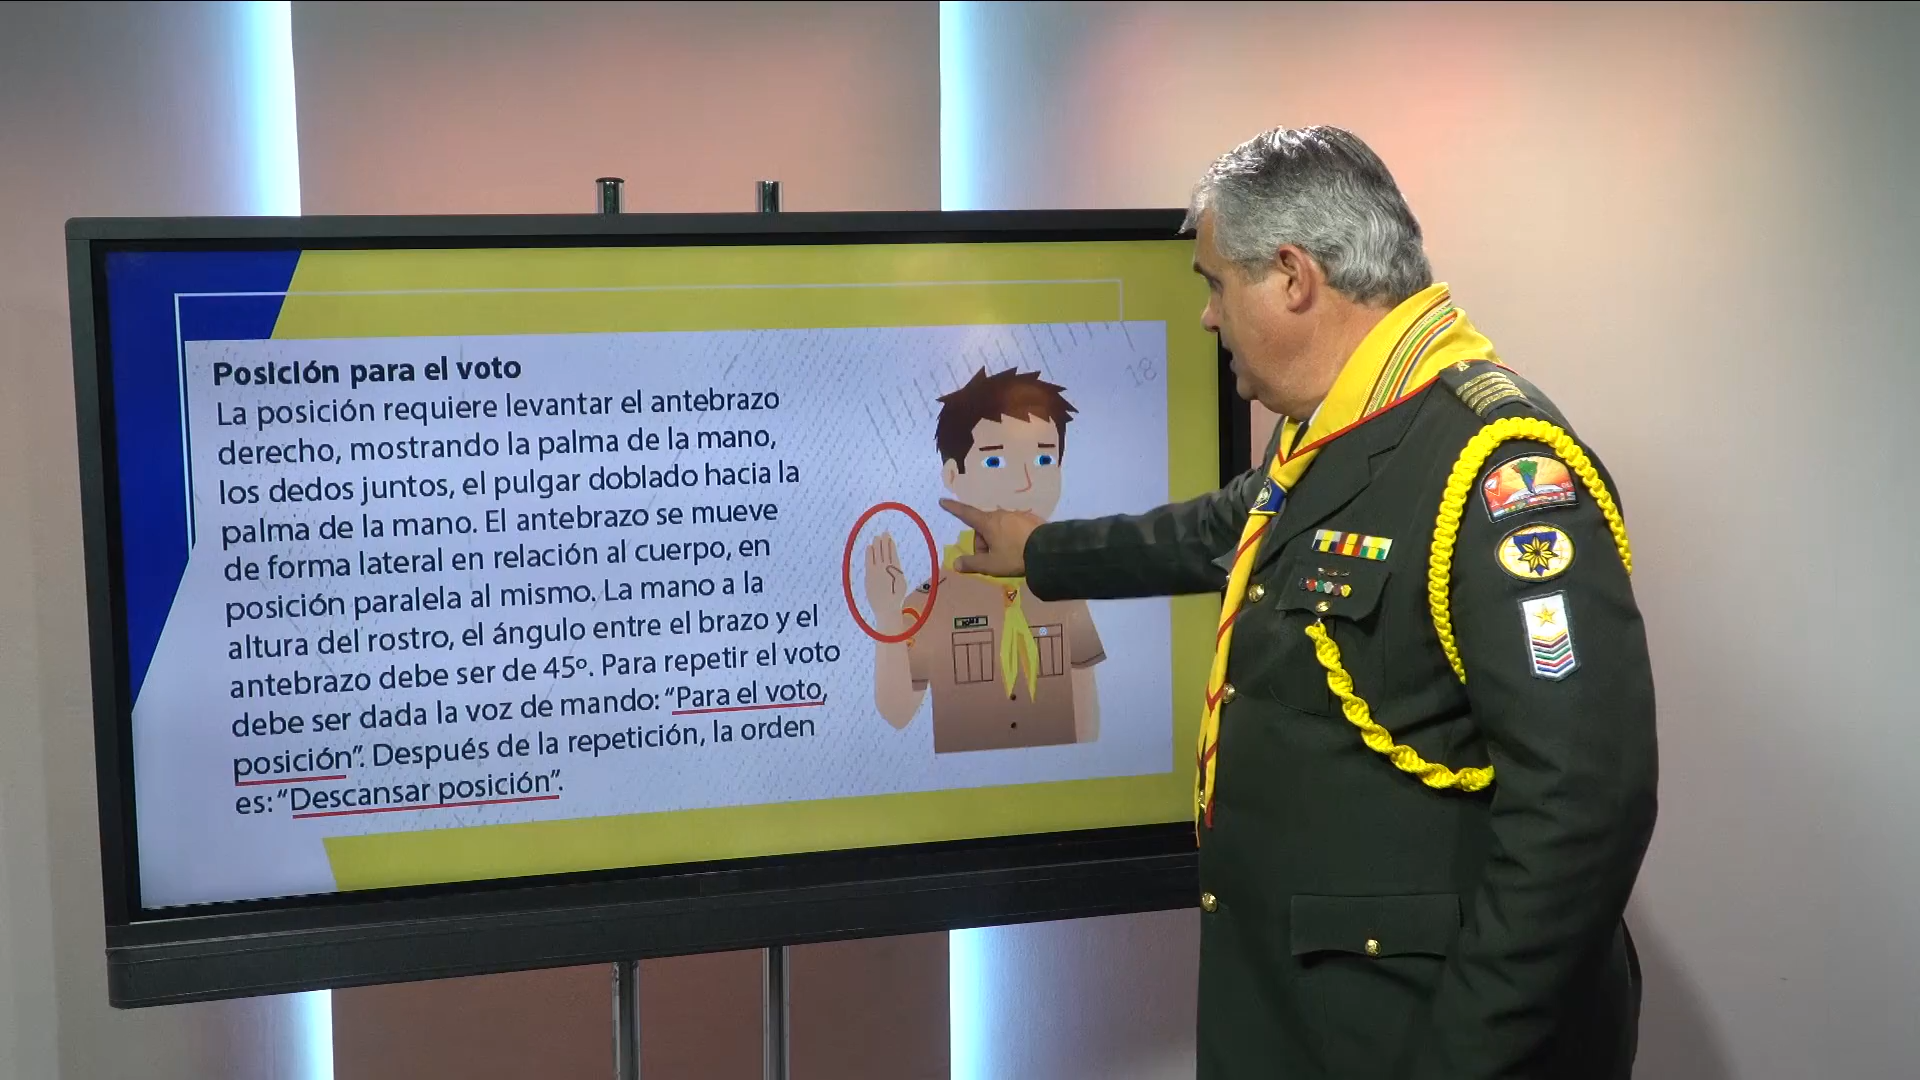 Posición para el voto
La posición requiere levantar el antebrazo
derecho, mostrando la palma de la mano,
los dedos juntos, el pulgar doblado hacia la
palma de la mano. El antebrazo se mueve
de forma lateral en relación al cuerpo, en
posición paralela al mismo. La mano a la
altura del rostro, el ángulo entre el brazo y el
antebrazo debe ser de 45º. Para repetir el voto
debe ser dada la voz de mando: “Para el voto,
posición”. Después de la repetición, la orden
es: “Descansar posición”.
18